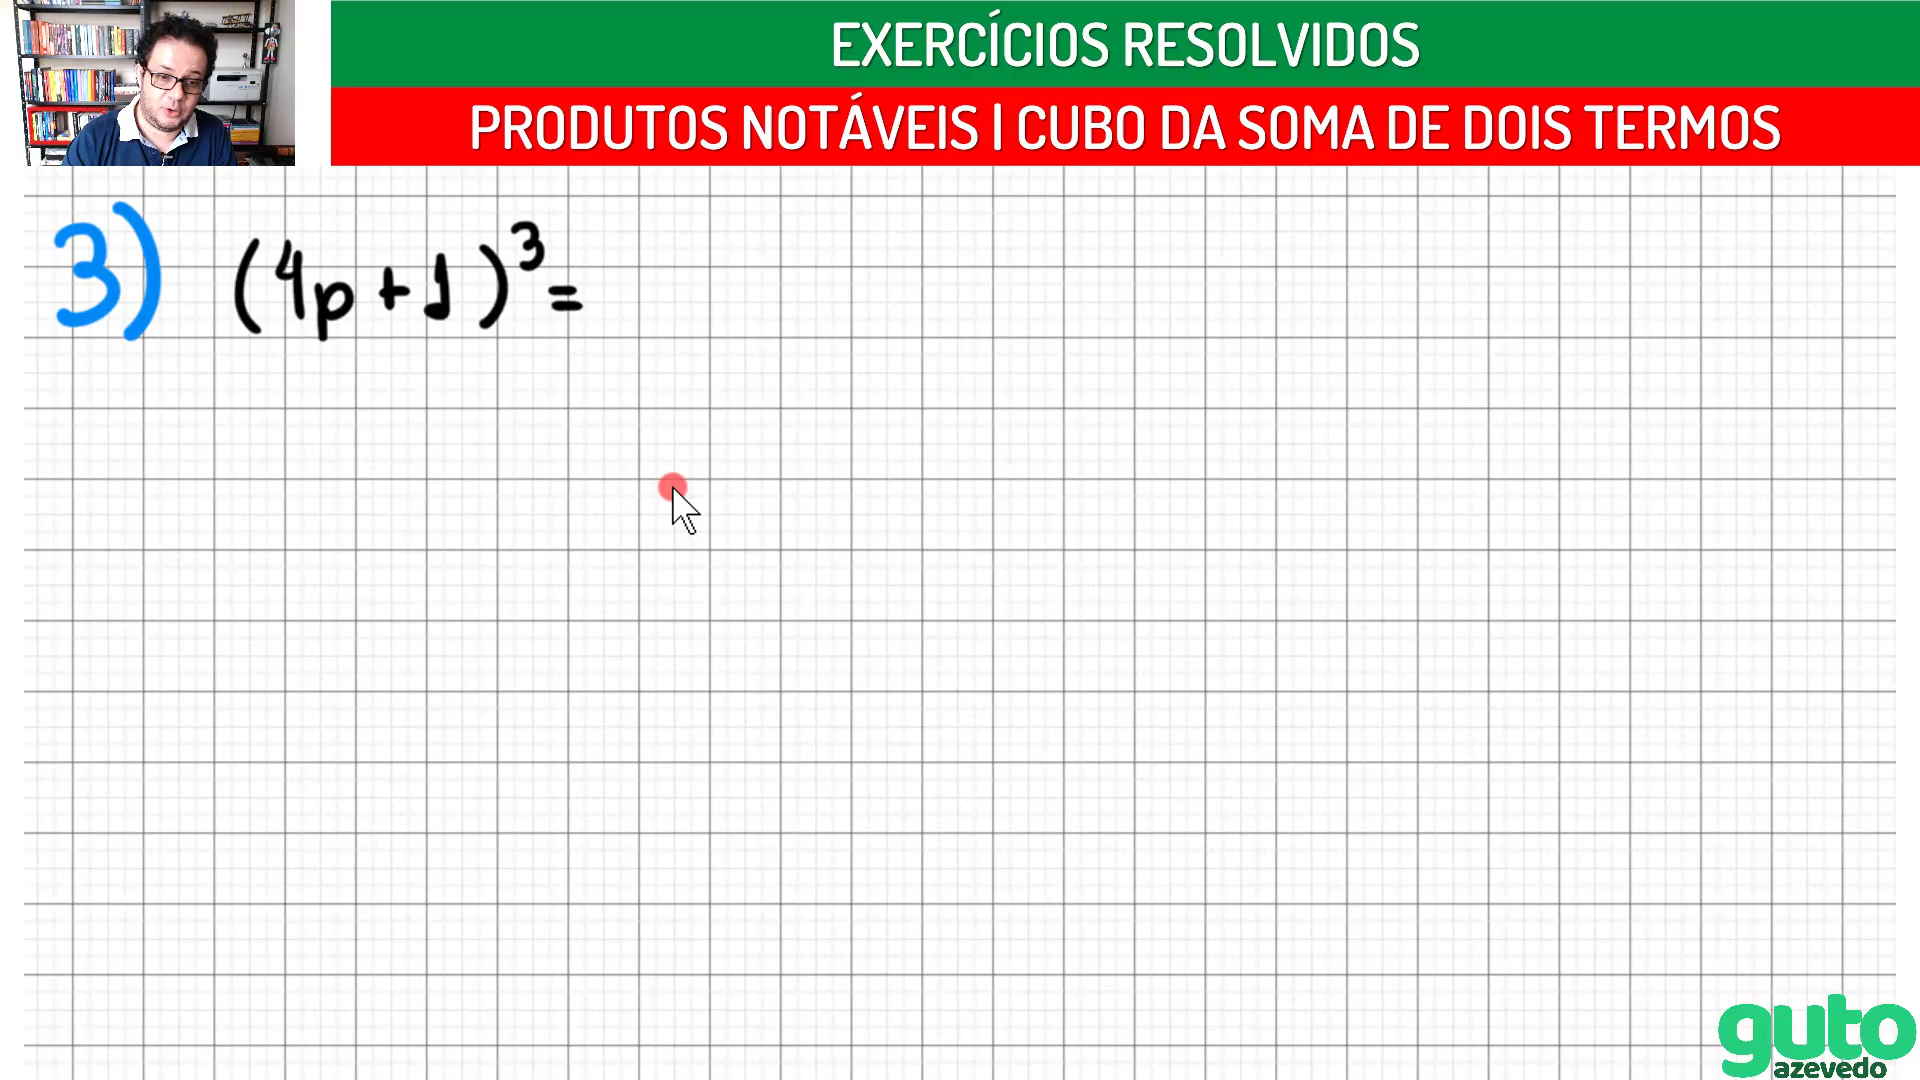 EXERCÍCIOS RESOLVIDOS
PRODUTOS NOTÁVEIS | CUBO DA SOMA DE DOIS TERMOS
3) (4p+1)³=
guto
azevedo